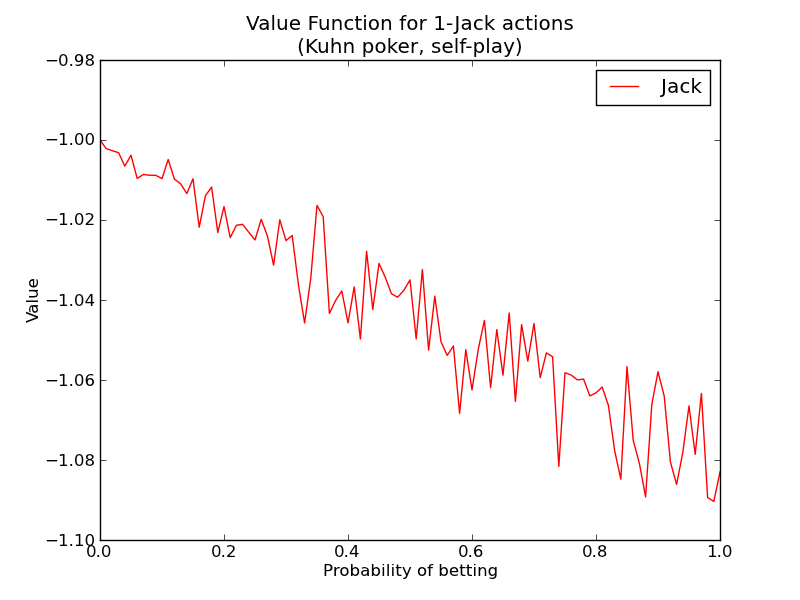 Value Function for 1-Jack actions
(Kuhn poker, self-play)
Jack
−0.98
−1.00
−1.02
−1.04
−1.06
−1.08
−1.10
Value
0.0 0.2 0.4 0.6 0.8 1.0
Probability of betting